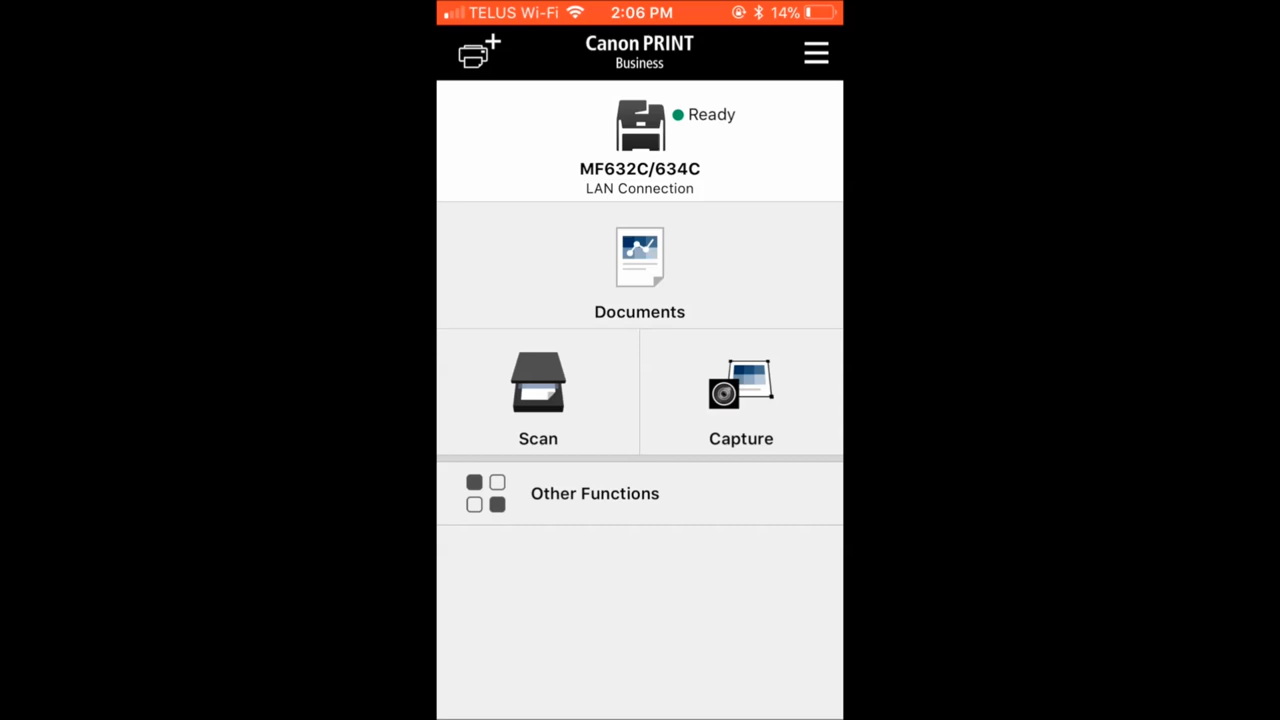 TELUS Wi-Fi 2:06 PM 14%
Canon PRINT
Business
Ready
MF632C/634C
LAN Connection
Documents
Scan Capture
Other Functions